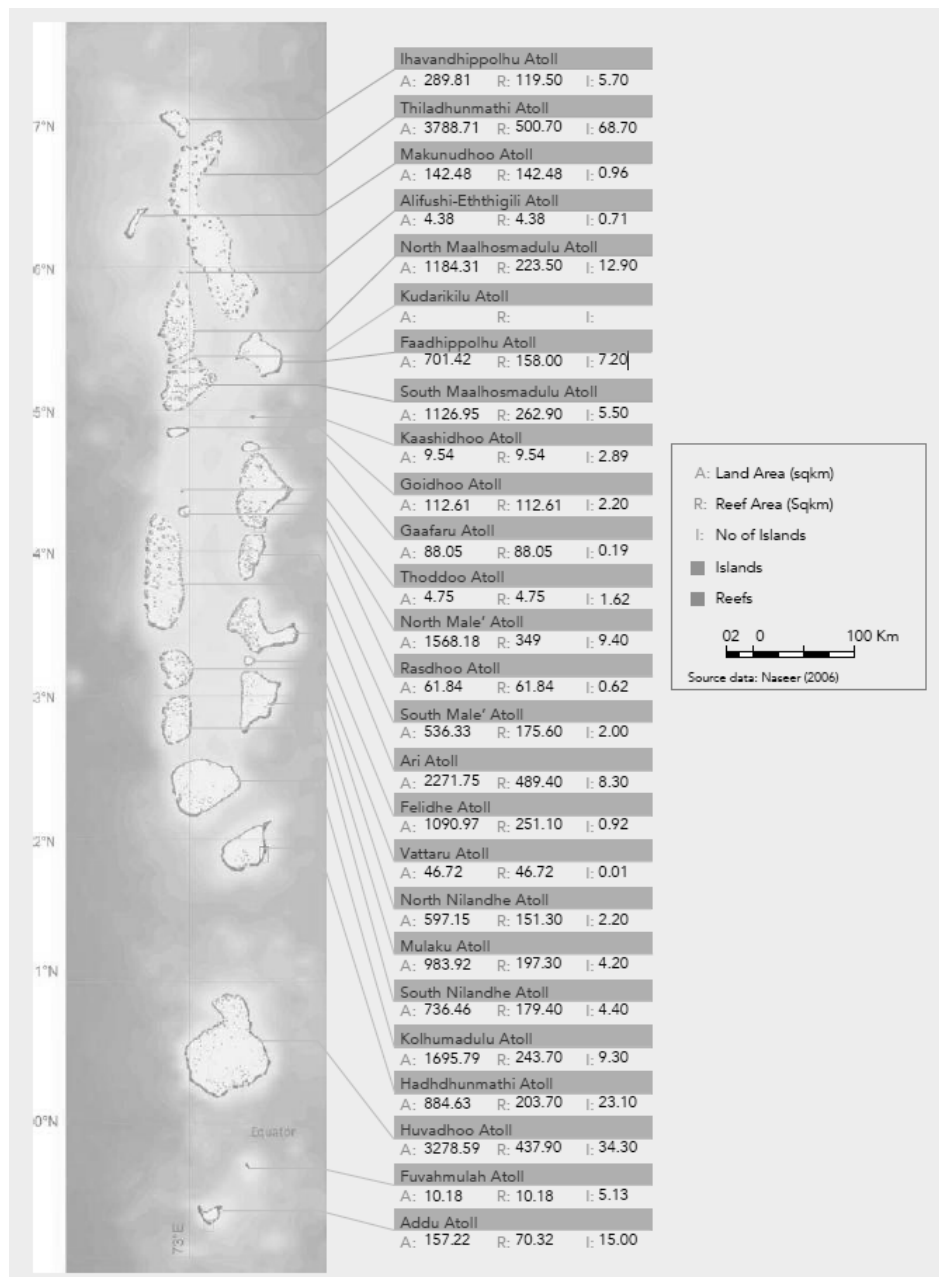 Ihavandhippolhu Atoll
A: 289.81 R: 119.50 I: 5.70
Thiladhunmathi Atoll
A: 3788.71 R: 500.70 I: 68.70
Makunudhoo Atoll
A: 142.48 R: 142.48 I: 0.96
Alifushi-Eththigili Atoll
A: 4.38 R: 4.38 I: 0.71
North Maalhosmadulu Atoll
A: 1184.31 R: 223.50 I: 12.90
Kudarikilu Atoll
A: R: I:
Faadhippolhu Atoll
A: 701.42 R: 158.00 I: 7.20
South Maalhosmadulu Atoll
A: 1126.95 R: 262.90 I: 5.50
Kaashidhoo Atoll
A: 9.54 R: 9.54 I: 2.89
Goidhoo Atoll
A: 112.61 R: 112.61 I: 2.20
Gaafaru Atoll
A: 88.05 R: 88.05 I: 0.19
Thoddoo Atoll
A: 4.75 R: 4.75 I: 1.62
North Male' Atoll
A: 1568.18 R: 349 I: 9.40
Rasdhoo Atoll
A: 61.84 R: 61.84 I: 0.62
South Male' Atoll
A: 536.33 R: 175.60 I: 2.00
Ari Atoll
A: 2271.75 R: 489.40 I: 8.30
Felidhe Atoll
A: 1090.97 R: 251.10 I: 0.92
Vattaru Atoll
A: 46.72 R: 46.72 I: 0.01
North Nilandhe Atoll
A: 597.15 R: 151.30 I: 2.20
Mulaku Atoll
A: 983.92 R: 197.30 I: 4.20
South Nilandhe Atoll
A: 736.46 R: 179.40 I: 4.40
Kolhumadulu Atoll
A: 1695.79 R: 243.70 I: 9.30
Hadhdhunmathi Atoll
A: 884.63 R: 203.70 I: 23.10
Huvadhoo Atoll
A: 3278.59 R: 437.90 I: 34.30
Fuvahmulah Atoll
A: 10.18 R: 10.18 I: 5.13
Addu Atoll
A: 157.22 R: 70.32 I: 15.00
7°N
6°N
5°N
4°N
3°N
2°N
1°N
0°N
Equator
73°E
A: Land Area (sqkm)
R: Reef Area (Sqkm)
I: No of Islands
Islands
Reefs
02 0 100 Km
Source data: Naseer (2006)